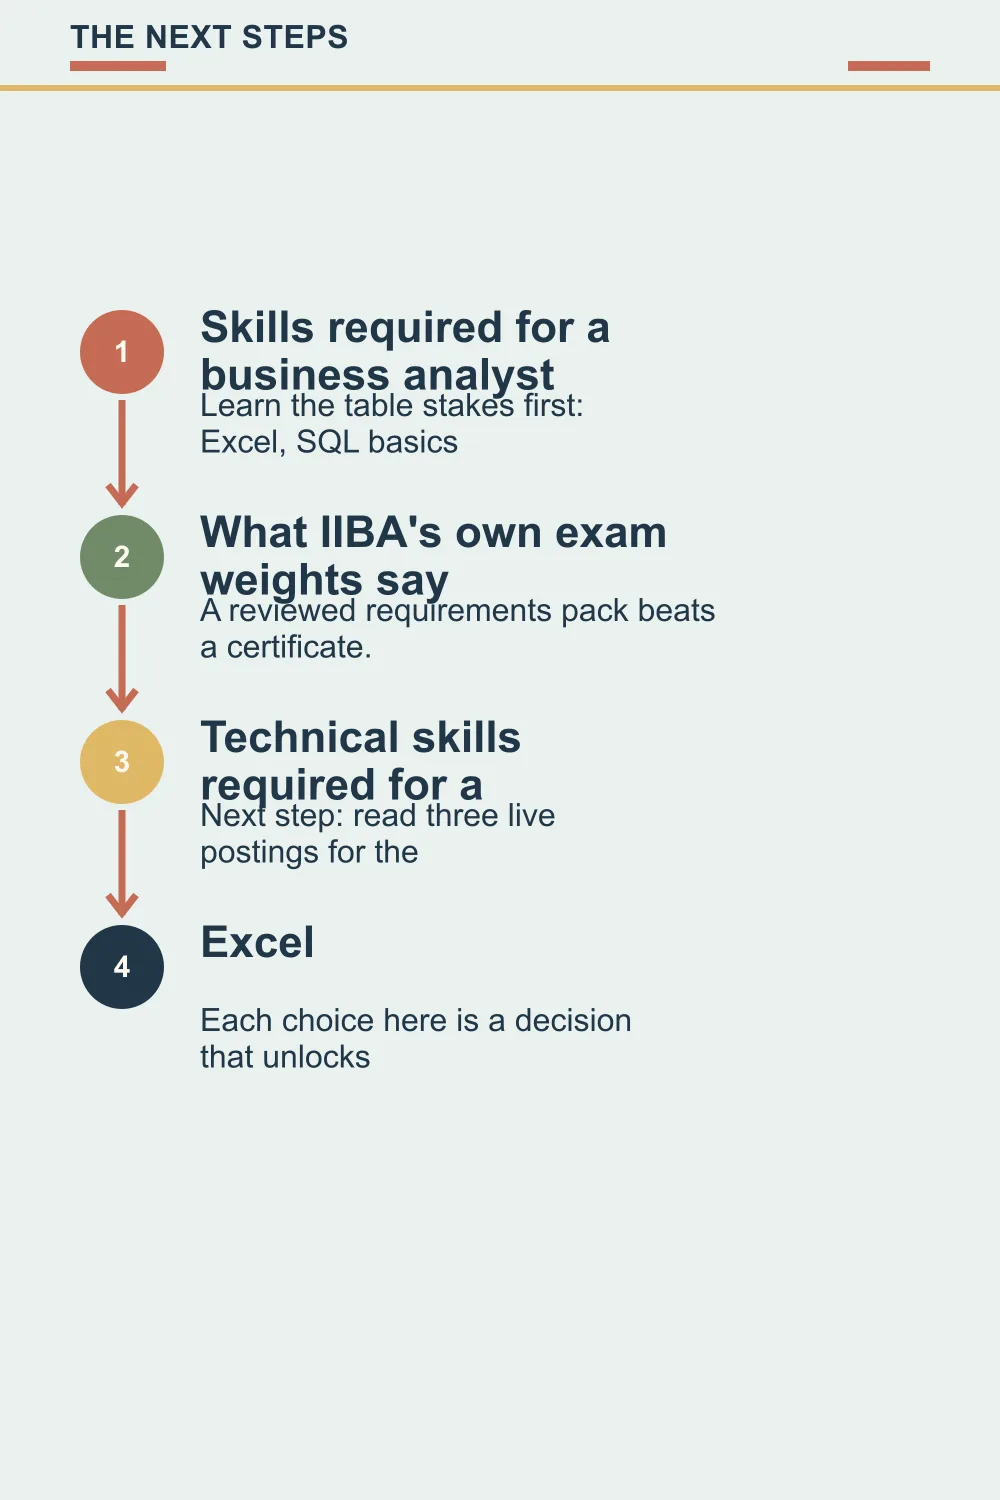 THE NEXT STEPS
1
Skills required for a
business analyst
Learn the table stakes first:
Excel, SQL basics
2
What IIBA's own exam
weights say
A reviewed requirements pack beats
a certificate.
3
Technical skills
required for a
Next step: read three live
postings for the
4
Excel
Each choice here is a decision
that unlocks